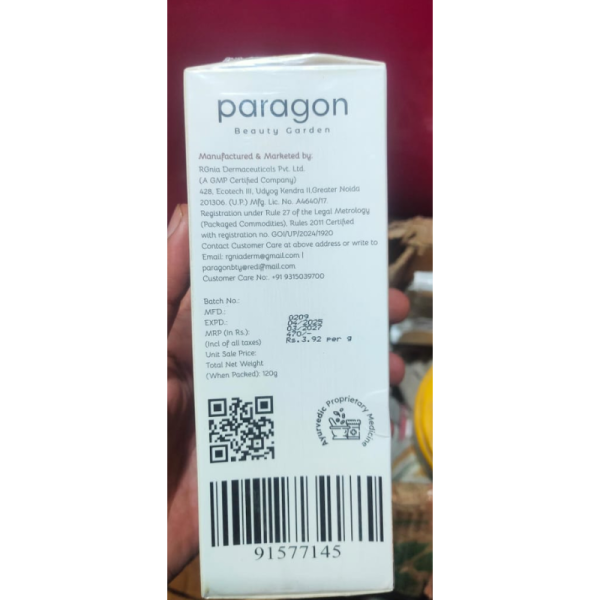 paragon
Beauty Garden
Manufactured & Marketed by:
R0nia Dermaceuticals Pvt. Ltd.
(A GMP Certified Company)
428, Ecotech III, Udyog Kendra II,Greater Noida
201306. (U.P.) Mfg. Lic. No. A4640/17
Registration under Rule 27 of the Legal Metrology
(Packaged Commodities). Rules 2011 Certified
with registration no. GOI/UP/2024/1920
Contact Customer Care at above address or write to
Email: rgniaderm@gmail.com |
paragonbty@rediffmail.com
Customer Care No:. +91 9315039700
Batch No.: 0209
MFD.: 04/2025
EXPD.: 03/2027
MRP (in Rs.): 470/-
(Incl of all taxes) Rs.3.92 per g
Unit Sale Price:
Total Net Weight
(When Packed): 120g
Ayurvedic Proprietary Medicine
91577145